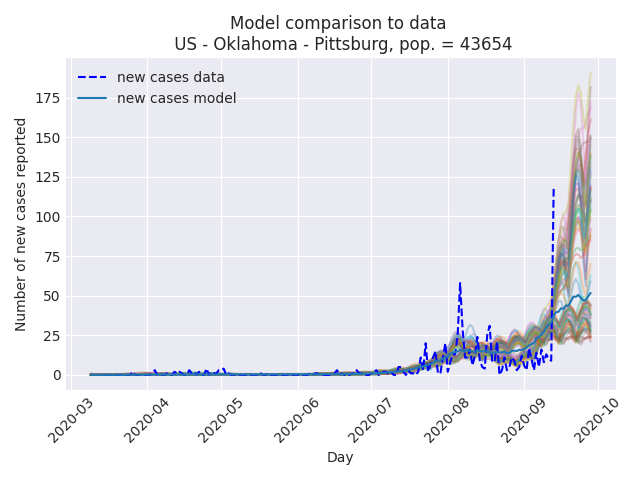 Model comparison to data
US - Oklahoma - Pittsburg, pop. = 43654
new cases data
new cases model
Number of new cases reported
175
150
125
100
75
50
25
0
2020-03
2020-04
2020-05
2020-06
2020-07
2020-08
2020-09
2020-10
Day